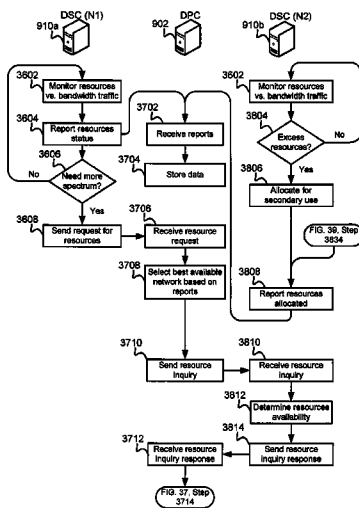 DSC (N1)
910a
DPC
902
DSC (N2)
910b
3602
Monitor resources
vs. bandwidth traffic
3604
Report resources
status
3606
Need more
spectrum?
No
Yes
3608
Send request for
resources
3702
Receive reports
3704
Store data
3706
Receive resource
request
3708
Select best available
network based on
reports
3710
Send resource
inquiry
3712
Receive resource
inquiry response
FIG. 37, Step
3714
3602
Monitor resources
vs. bandwidth traffic
3804
Excess
resources?
No
Yes
3806
Allocate for
secondary use
FIG. 39, Step
3834
3808
Report resources
allocated
3810
Receive resource
inquiry
3812
Determine resources
availability
3814
Send resource
inquiry response